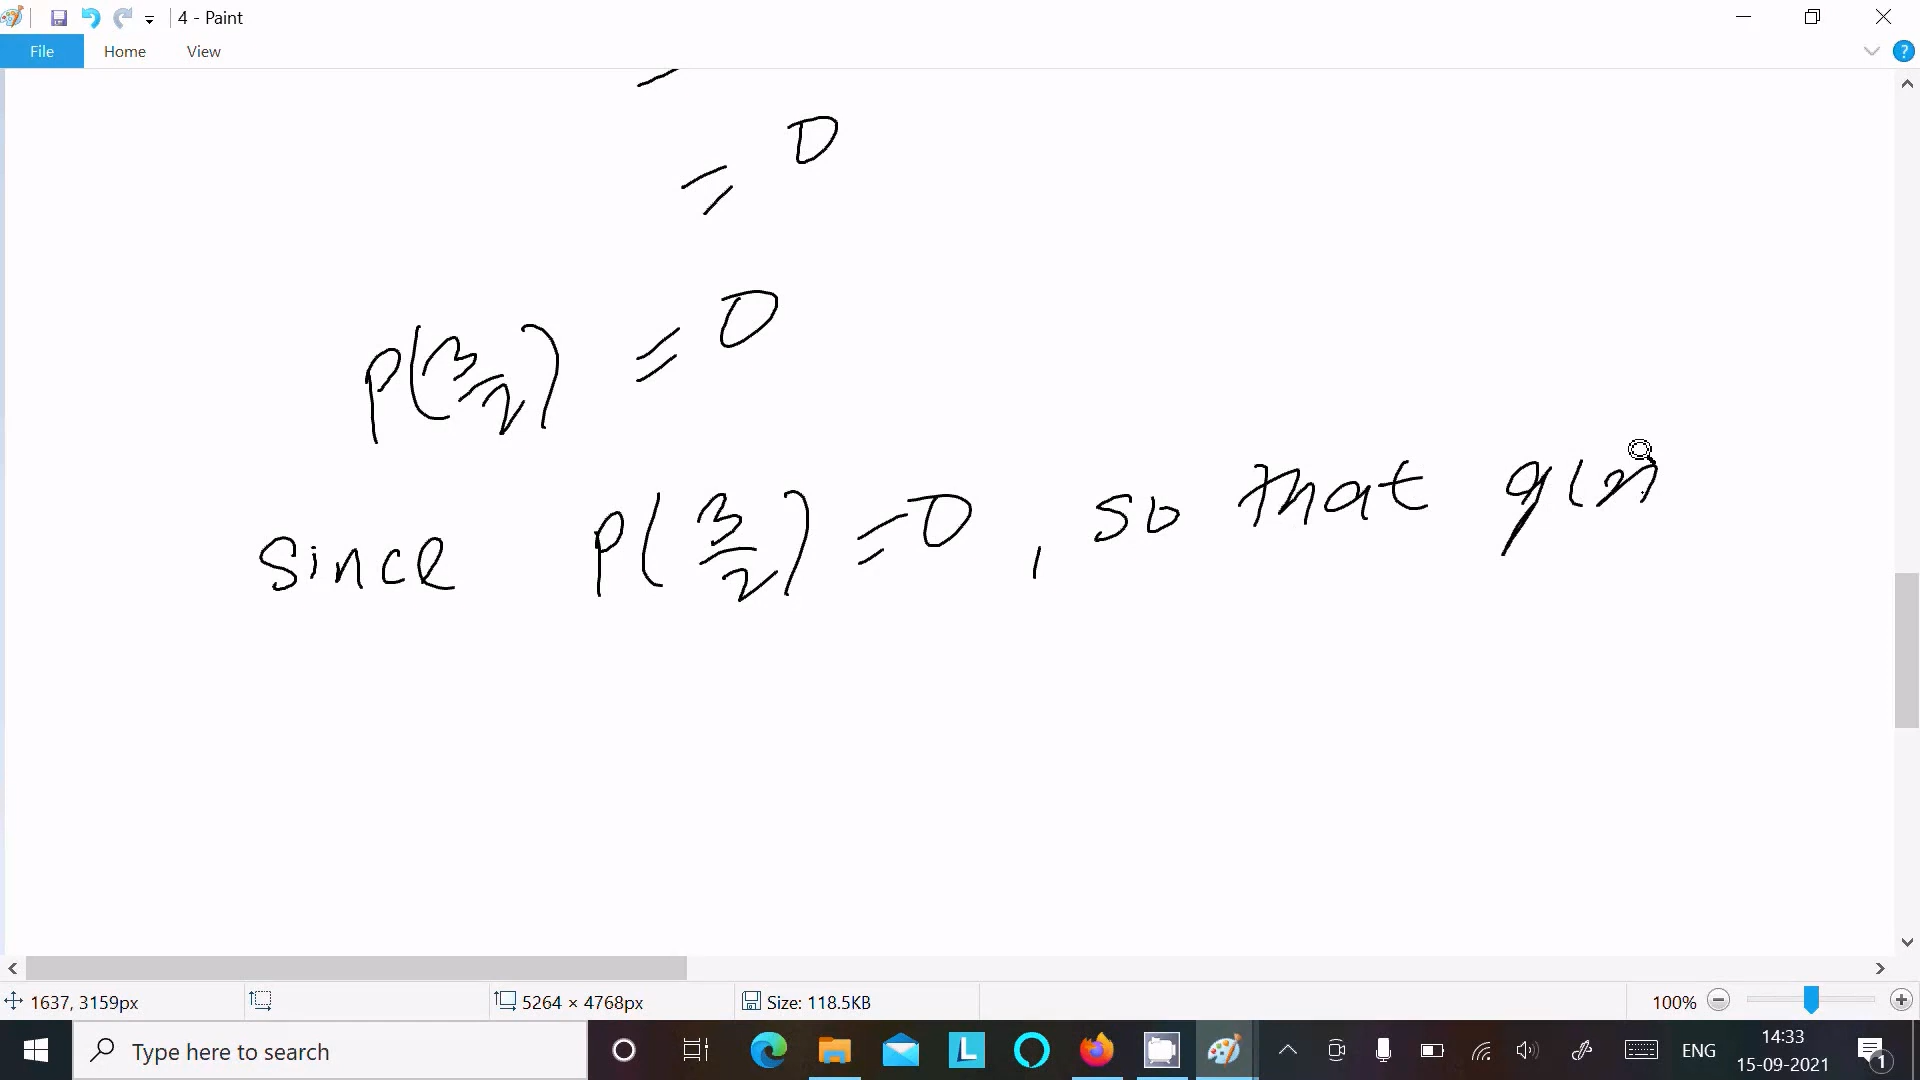 4 - Paint
File Home View
=
= 0
P(3/2) = 0
since P(3/2) = 0 , so that g(x
1637, 3159px 5264 × 4768px Size: 118.5KB 100%
Type here to search L ENG 14:33
15-09-2021 1